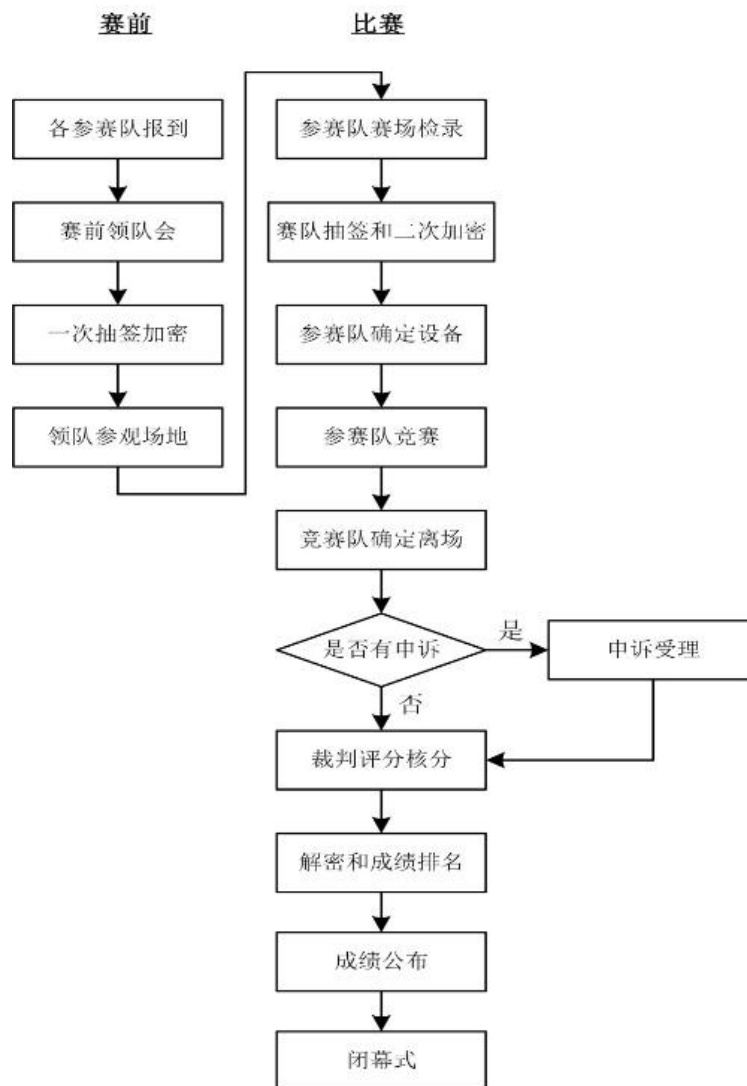 赛前
比赛
各参赛队报到
赛前领队会
一次抽签加密
领队参观场地
参赛队赛场检录
赛队抽签和二次加密
参赛队确定设备
参赛队竞赛
竞赛队确定离场
是否有申诉
是
申诉受理
否
裁判评分核分
解密和成绩排名
成绩公布
闭幕式